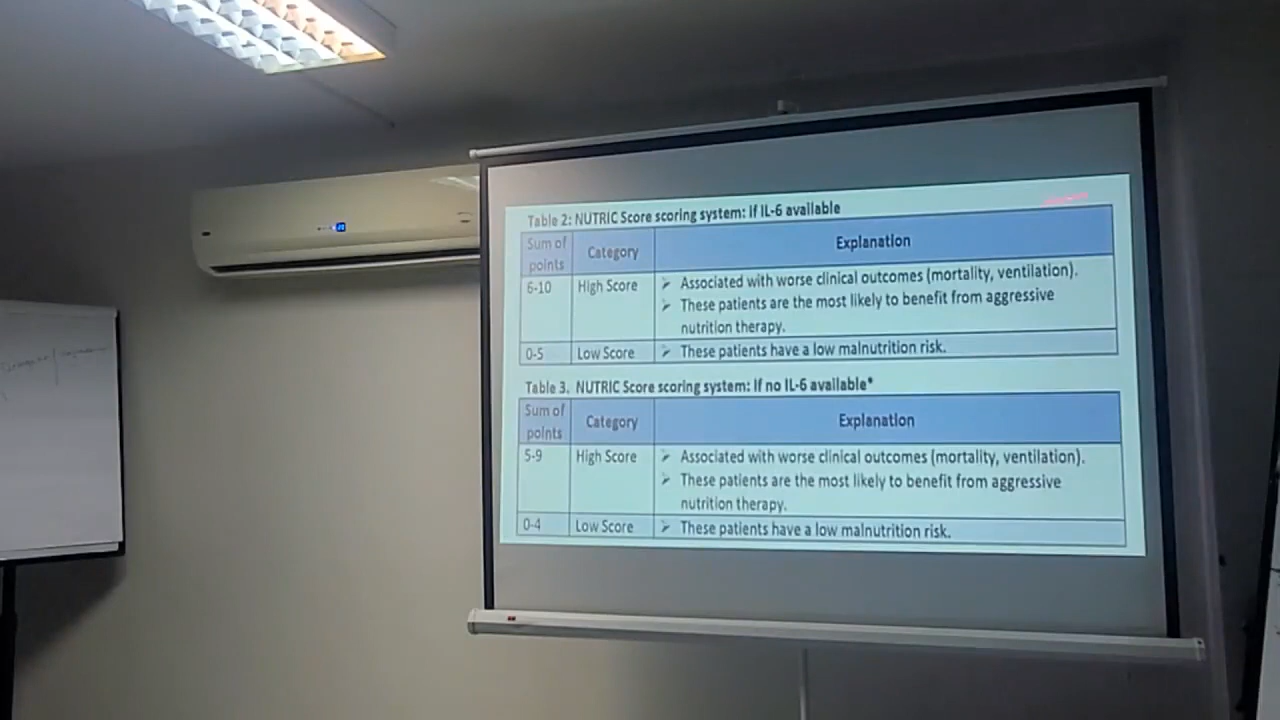 Table 2: NUTRIC Score scoring system: if IL-6 available
Sum of points
Category
Explanation
6-10
High Score
➢ Associated with worse clinical outcomes (mortality, ventilation).
➢ These patients are the most likely to benefit from aggressive
nutrition therapy.
0-5
Low Score
➢ These patients have a low malnutrition risk.
Table 3. NUTRIC Score scoring system: If no IL-6 available*
Sum of points
Category
Explanation
5-9
High Score
➢ Associated with worse clinical outcomes (mortality, ventilation).
➢ These patients are the most likely to benefit from aggressive
nutrition therapy.
0-4
Low Score
➢ These patients have a low malnutrition risk.